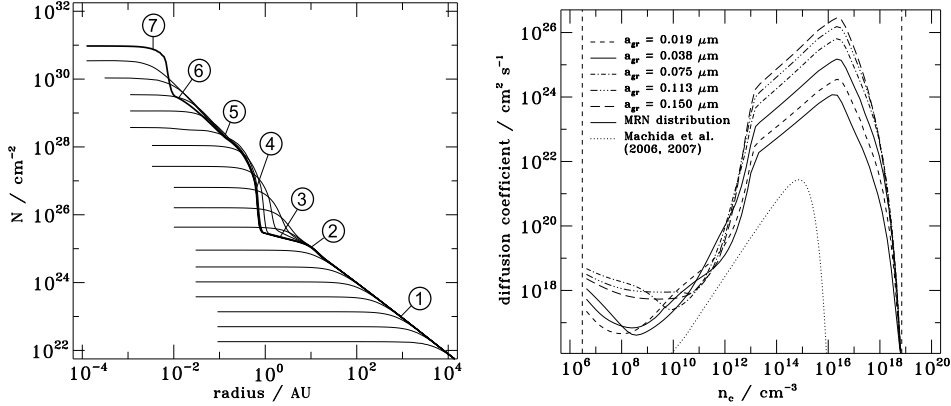 10^32
10^30
10^28
10^26
10^24
10^22
N / cm^-2
7
6
5
4
3
2
1
10^-4
10^-2
10^0
10^2
10^4
radius / AU
10^26
10^24
10^22
10^20
10^18
diffusion coefficient / cm^2 s^-1
a_gr = 0.019 μm
a_gr = 0.038 μm
a_gr = 0.075 μm
a_gr = 0.113 μm
a_gr = 0.150 μm
MRN distribution
Machida et al.
(2006, 2007)
10^6
10^8
10^10
10^12
10^14
10^16
10^18
10^20
n_c / cm^-3